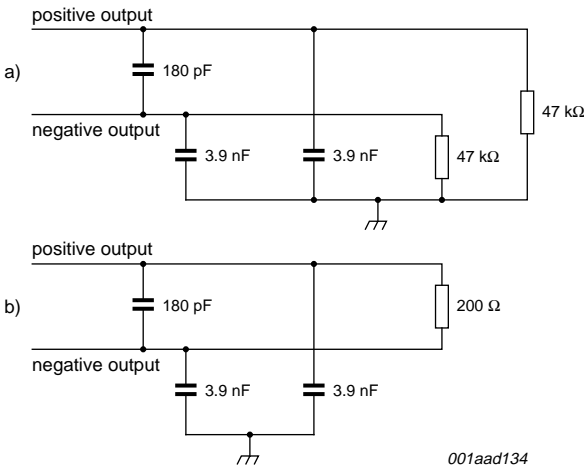 positive output
a)
180 pF
47 kΩ
negative output
3.9 nF
3.9 nF
47 kΩ
positive output
b)
180 pF
200 Ω
negative output
3.9 nF
3.9 nF
001aad134